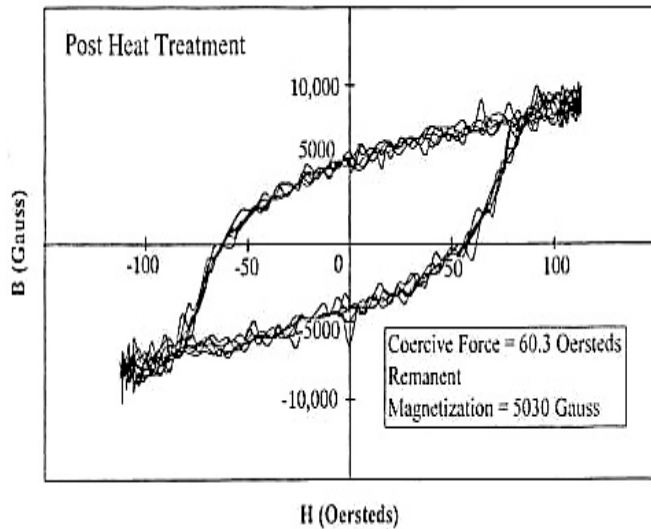 Post Heat Treatment
10,000
5000
-100
-50
0
50
100
-5000
-10,000
Coercive Force = 60.3 Oersteds
Remanent
Magnetization = 5030 Gauss
B (Gauss)
H (Oersteds)